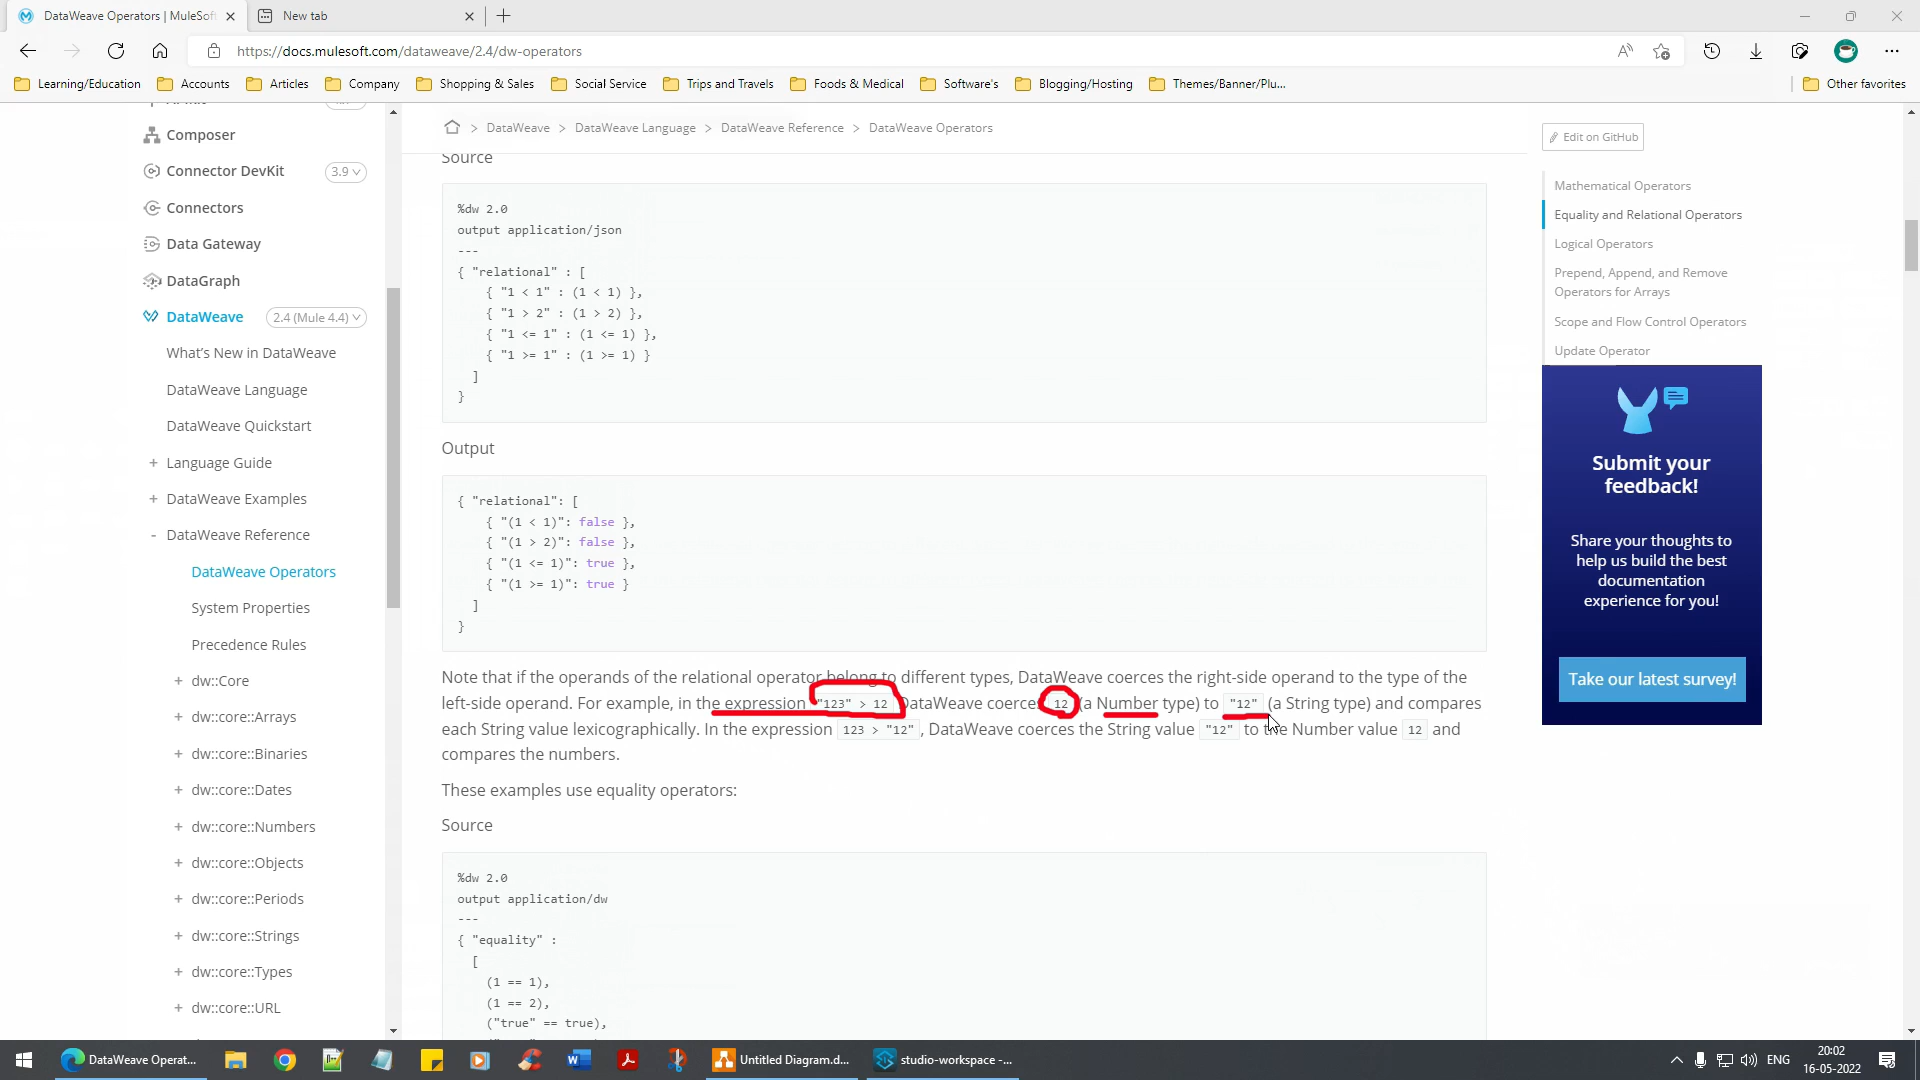 DataWeave Operators | MuleSoft
New tab
https://docs.mulesoft.com/dataweave/2.4/dw-operators
Learning/Education
Accounts
Articles
Company
Shopping & Sales
Social Service
Trips and Travels
Foods & Medical
Software's
Blogging/Hosting
Themes/Banner/Plu...
Other favorites
Composer
Connector DevKit
3.9
Connectors
Data Gateway
DataGraph
DataWeave
2.4 (Mule 4.4)
What's New in DataWeave
DataWeave Language
DataWeave Quickstart
+ Language Guide
+ DataWeave Examples
- DataWeave Reference
DataWeave Operators
System Properties
Precedence Rules
+ dw::Core
+ dw::core::Arrays
+ dw::core::Binaries
+ dw::core::Dates
+ dw::core::Numbers
+ dw::core::Objects
+ dw::core::Periods
+ dw::core::Strings
+ dw::core::Types
+ dw::core::URL
> DataWeave > DataWeave Language > DataWeave Reference > DataWeave Operators
Source
%dw 2.0
output application/json
---
{ "relational" : [
{ "1 < 1" : (1 < 1) },
{ "1 > 2" : (1 > 2) },
{ "1 <= 1" : (1 <= 1) },
{ "1 >= 1" : (1 >= 1) }
]
}
Output
{ "relational": [
{ "(1 < 1)": false },
{ "(1 > 2)": false },
{ "(1 <= 1)": true },
{ "(1 >= 1)": true }
]
}
Note that if the operands of the relational operator belong to different types, DataWeave coerces the right-side operand to the type of the
left-side operand. For example, in the expression "123" > 12 DataWeave coerces 12 (a Number type) to "12" (a String type) and compares
each String value lexicographically. In the expression 123 > "12" , DataWeave coerces the String value "12" to the Number value 12 and
compares the numbers.
These examples use equality operators:
Source
%dw 2.0
output application/dw
---
{ "equality" :
[
(1 == 1),
(1 == 2),
("true" == true),
Edit on GitHub
Mathematical Operators
Equality and Relational Operators
Logical Operators
Prepend, Append, and Remove
Operators for Arrays
Scope and Flow Control Operators
Update Operator
Submit your
feedback!
Share your thoughts to
help us build the best
documentation
experience for you!
Take our latest survey!
DataWeave Operat...
Untitled Diagram.d...
studio-workspace -...
ENG
20:02
16-05-2022